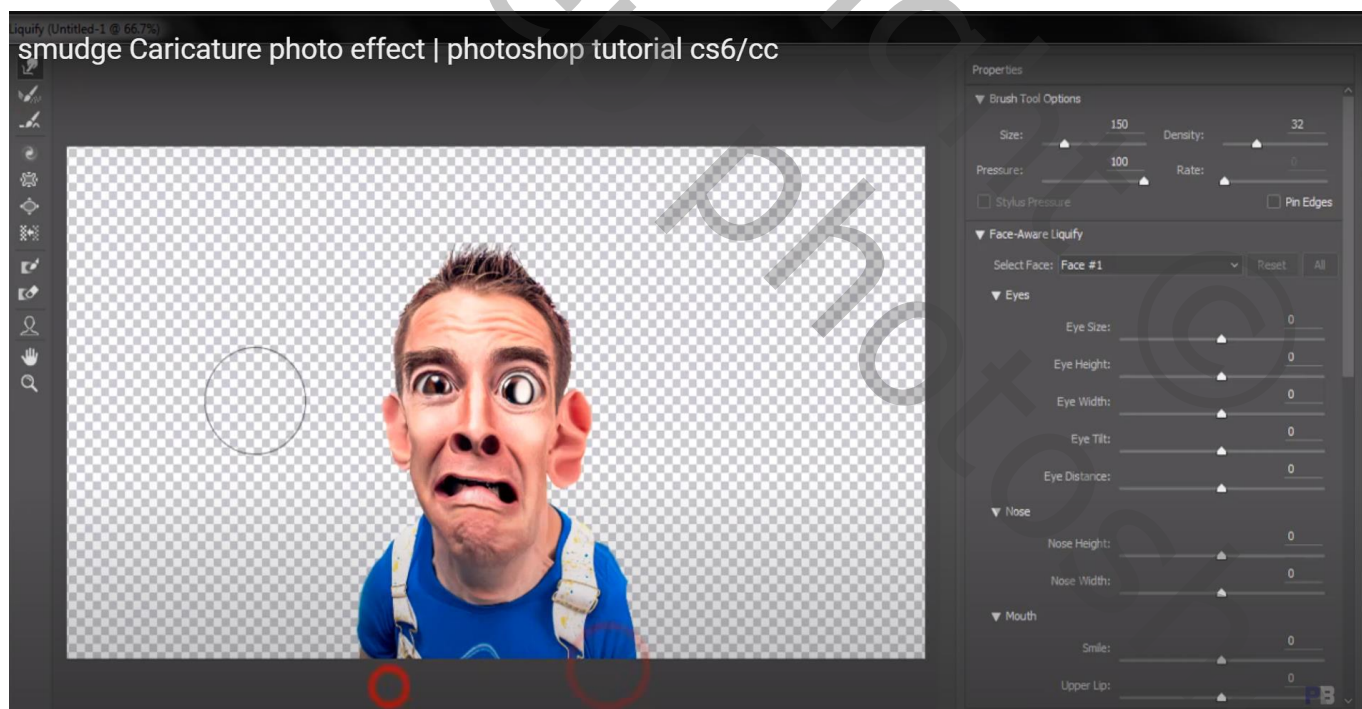 Liquify (Untitled-1 @ 66.7%)
smudge Caricature photo effect | photoshop tutorial cs6/cc
Properties
Brush Tool Options
Size: 150 Density: 32
Pressure: 100 Rate: 0
Stylus Pressure Pin Edges
Face-Aware Liquify
Select Face: Face #1 Reset All
Eyes
Eye Size: 0
Eye Height: 0
Eye Width: 0
Eye Tilt: 0
Eye Distance: 0
Nose
Nose Height: 0
Nose Width: 0
Mouth
Smile: 0
Upper Lip: 0
PB